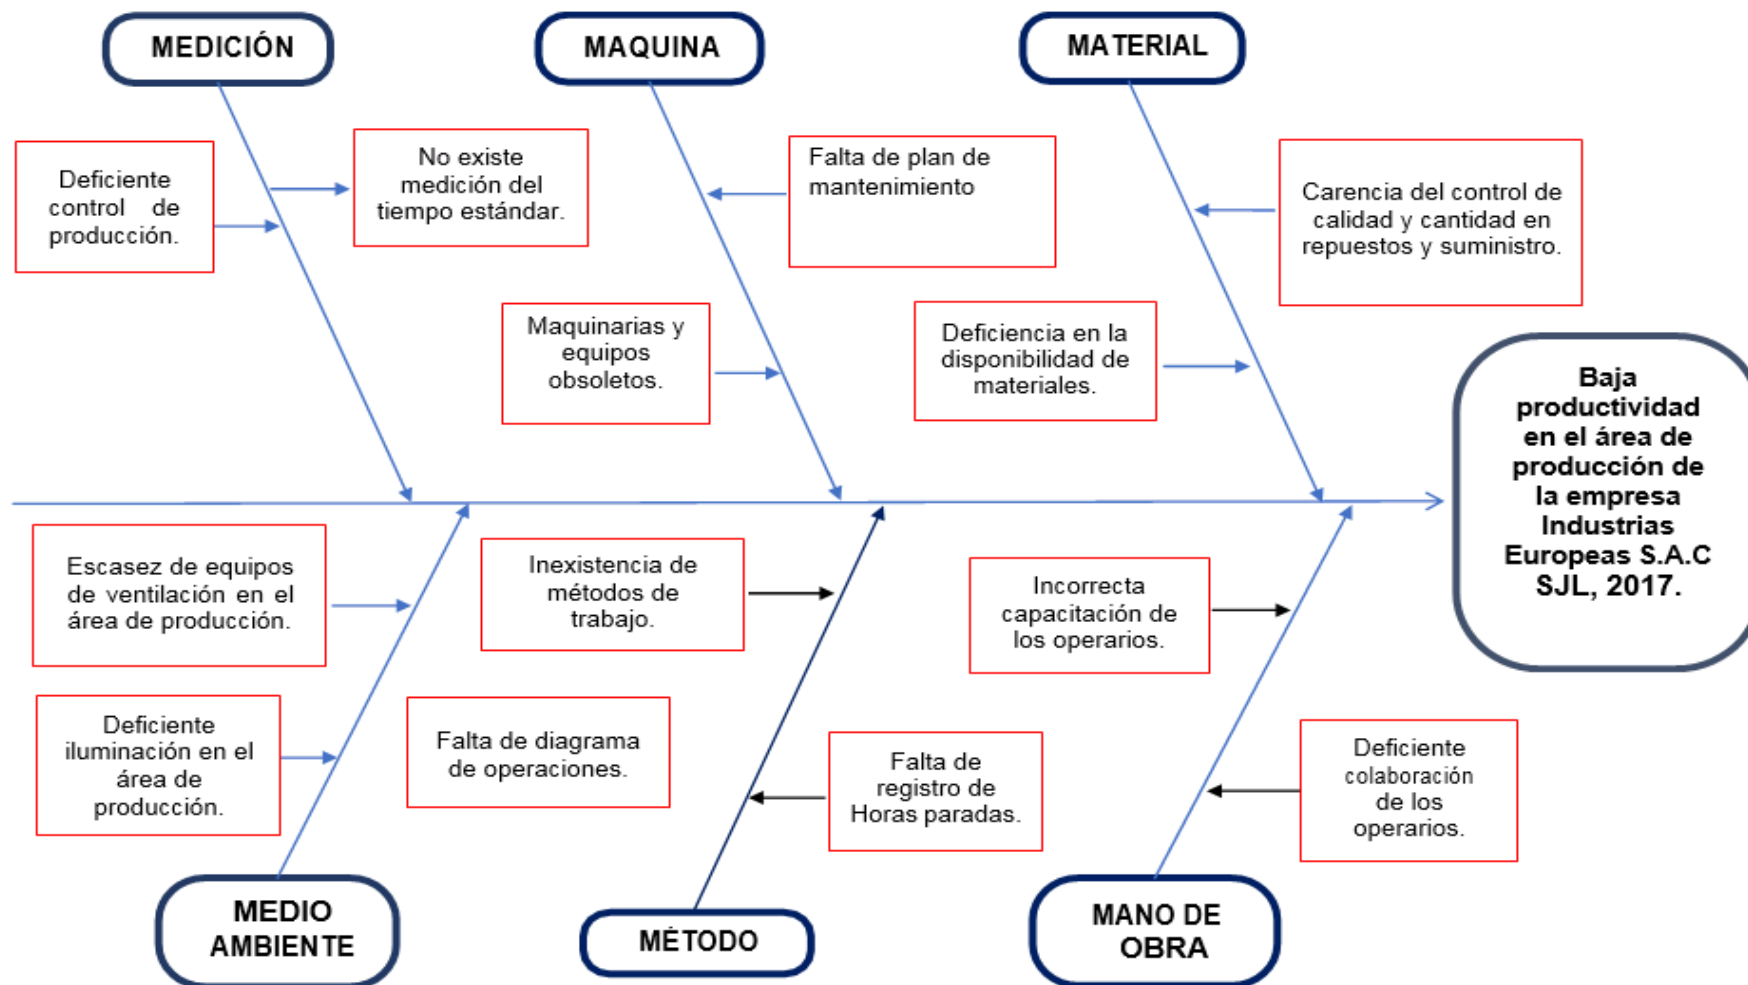 MEDICIÓN
MAQUINA
MATERIAL
Deficiente
control de
producción.
No existe
medición del
tiempo estándar.
Falta de plan de
mantenimiento
Carencia del control de
calidad y cantidad en
repuestos y suministro.
Maquinarias y
equipos
obsoletos.
Deficiencia en la
disponibilidad de
materiales.
Baja
productividad
en el área de
producción de
la empresa
Industrias
Europeas S.A.C
SJL, 2017.
Escasez de equipos
de ventilación en el
área de producción.
Inexistencia de
métodos de
trabajo.
Incorrecta
capacitación de
los operarios.
Deficiente
iluminación en el
área de
producción.
Falta de diagrama
de operaciones.
Falta de
registro de
Horas paradas.
Deficiente
colaboración
de los
operarios.
MEDIO
AMBIENTE
MÉTODO
MANO DE
OBRA